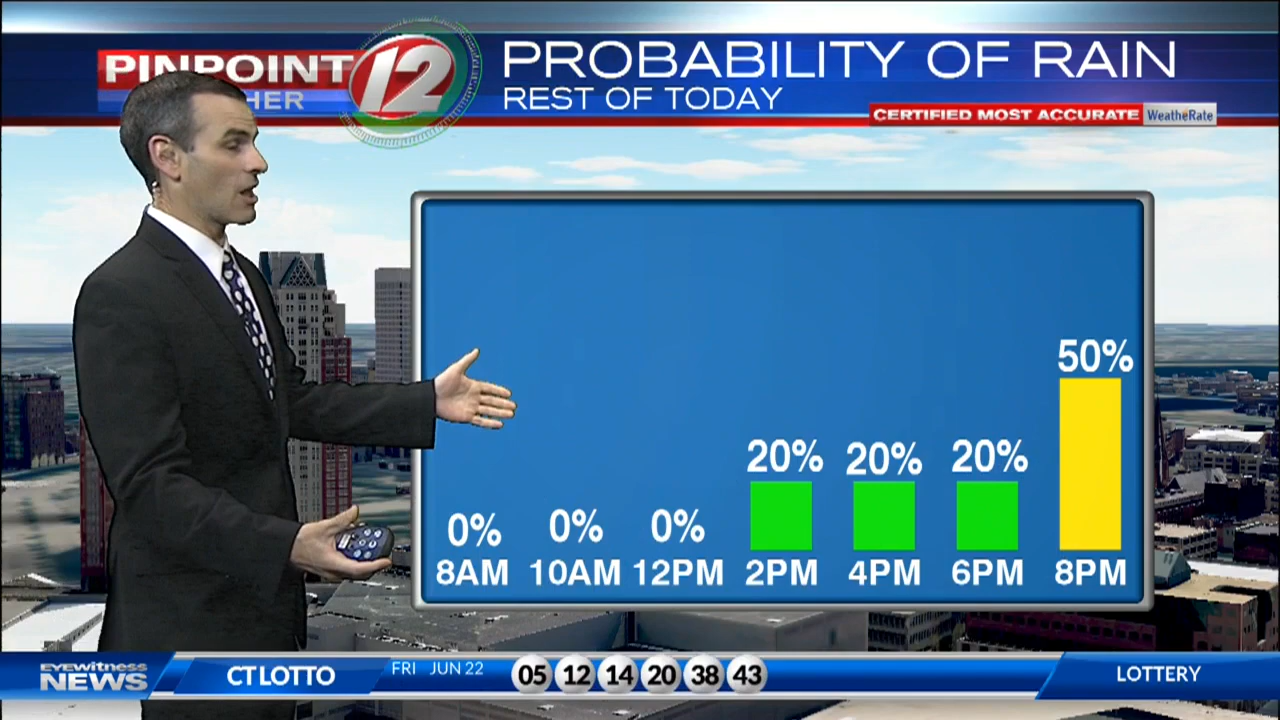 PINPOINT 12
HER
PROBABILITY OF RAIN
REST OF TODAY
CERTIFIED MOST ACCURATE WeatheRate
50%
20% 20% 20%
0% 0% 0%
8AM 10AM 12PM 2PM 4PM 6PM 8PM
EYEWITNESS
NEWS
CT LOTTO FRI JUN 22 05 12 14 20 38 43 LOTTERY